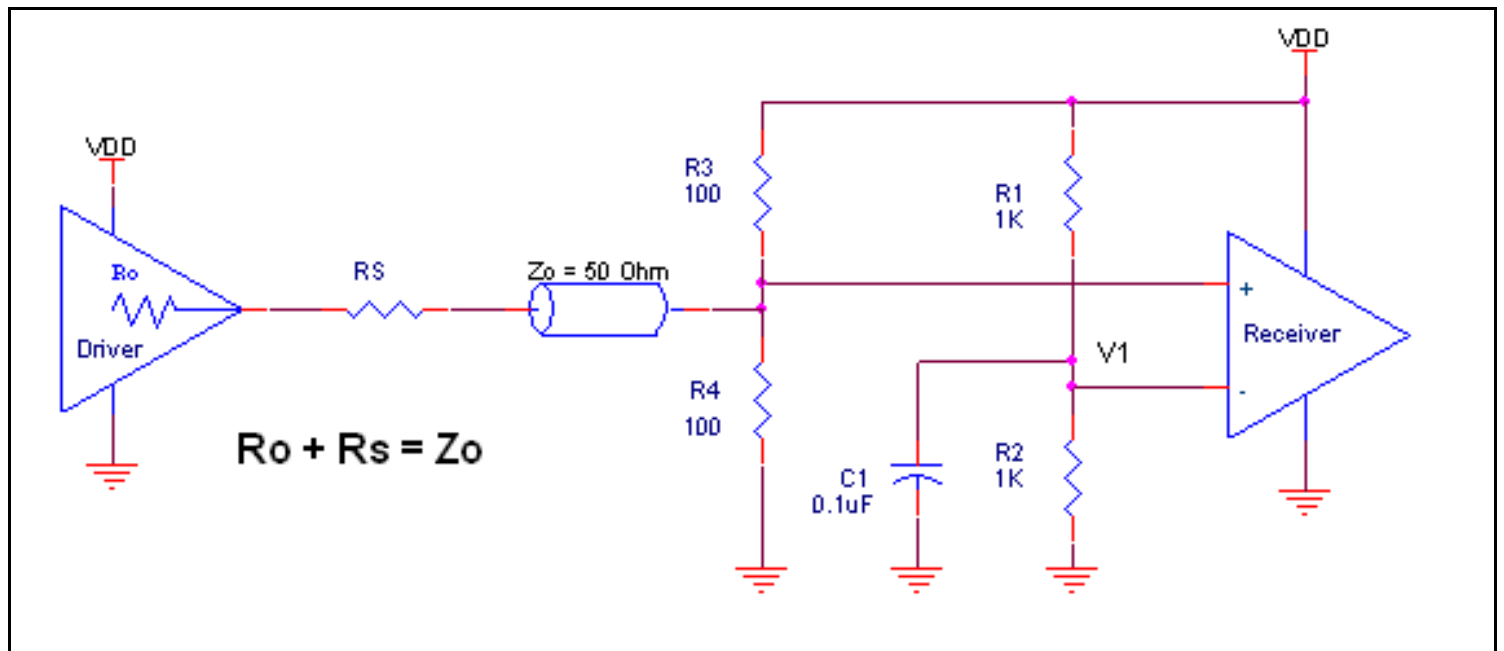 VDD
Ro
Driver
RS
Zo = 50 Ohm
Ro + Rs = Zo
R3
100
R4
100
VDD
R1
1K
V1
C1
0.1uF
R2
1K
+
-
Receiver